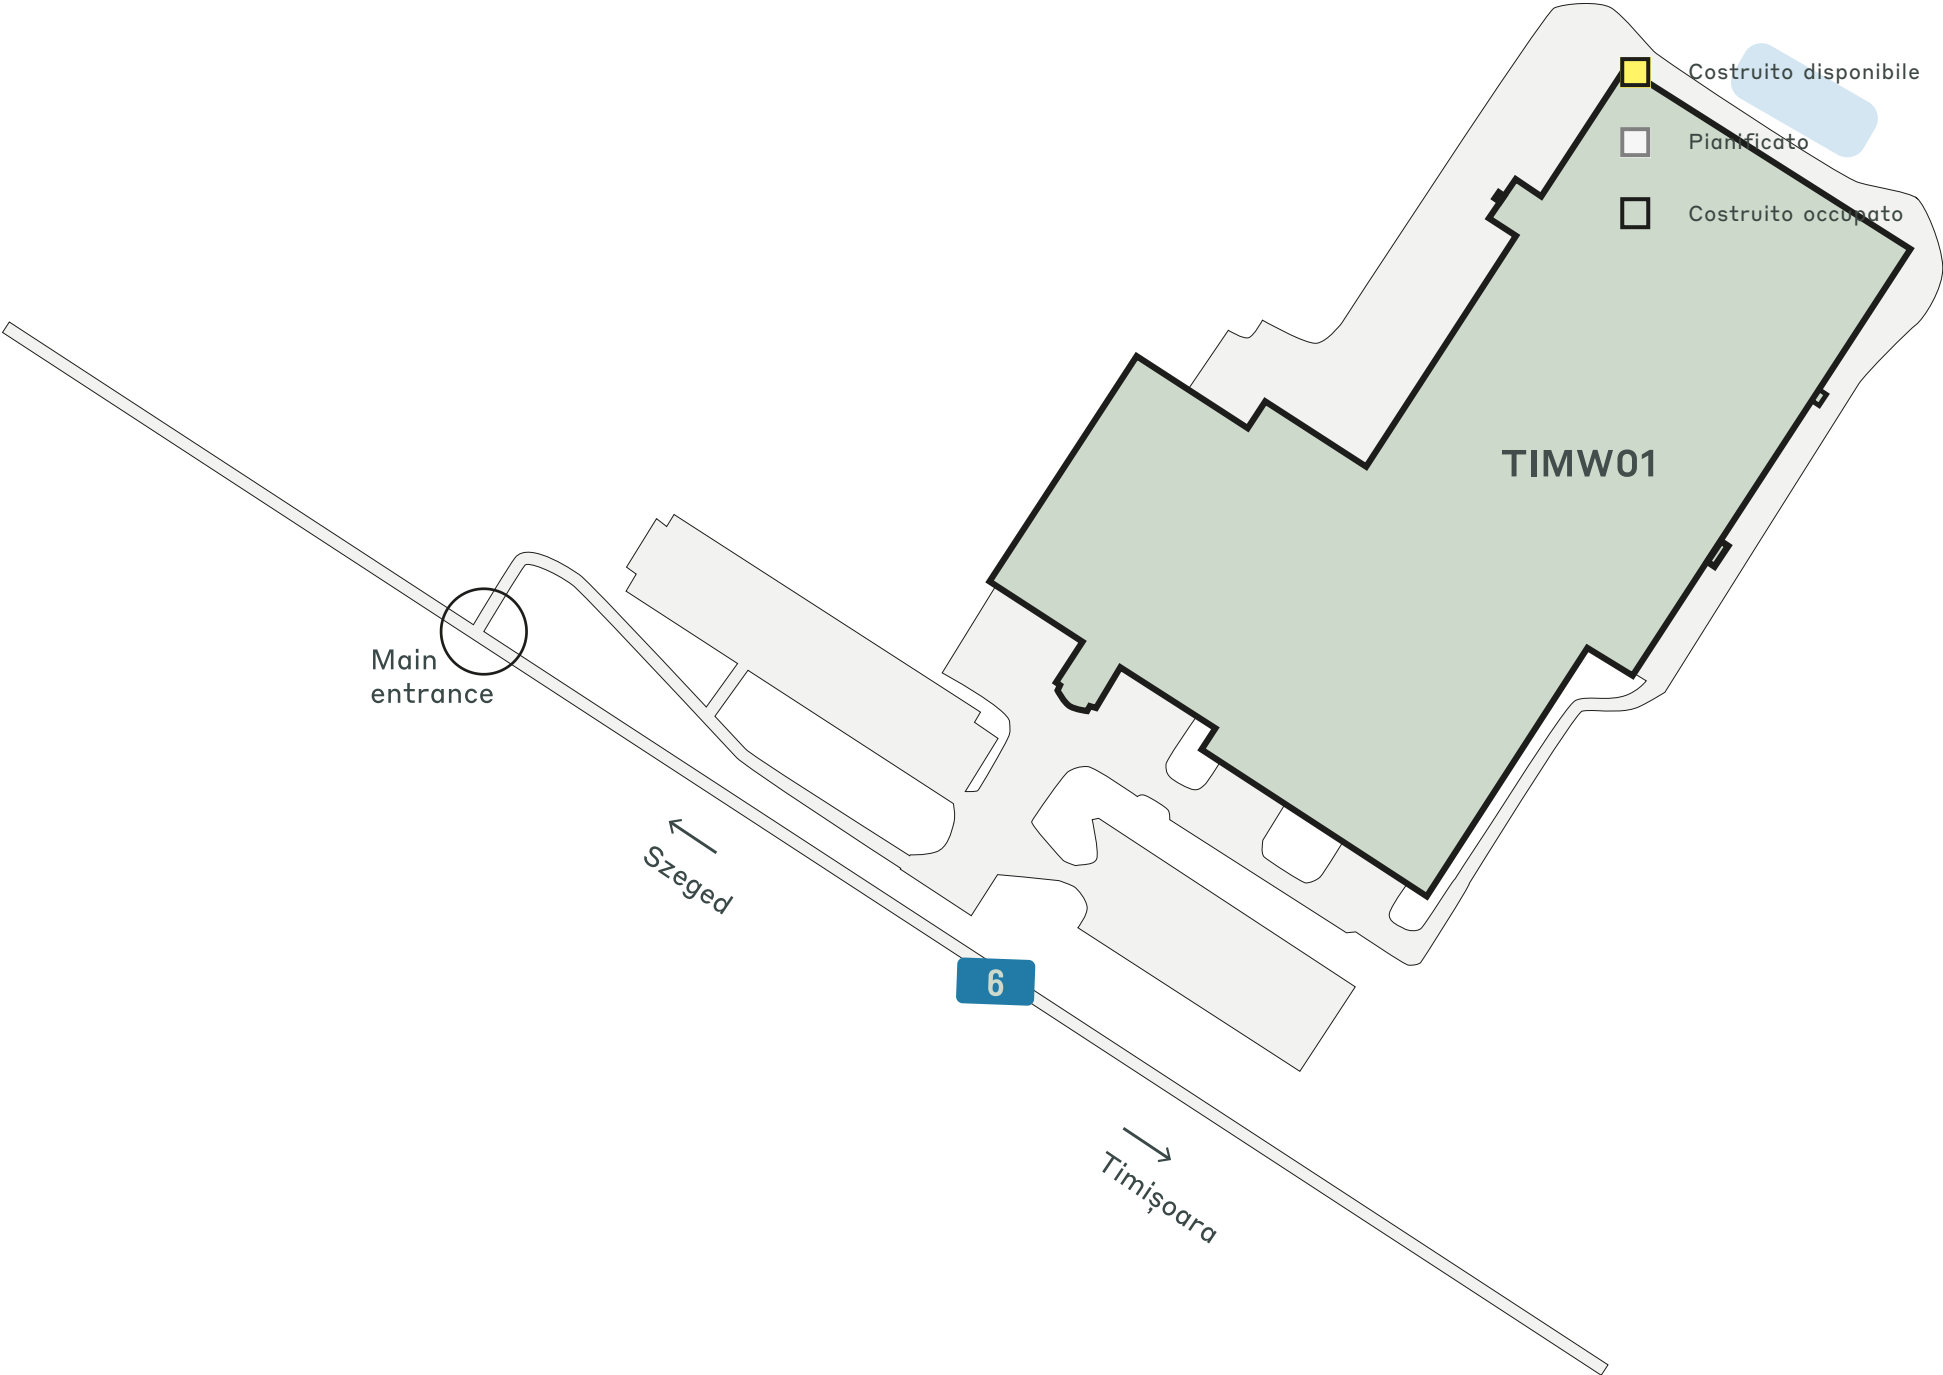 Costruito disponibile
Pianificato
Costruito occupato
TIMW01
Main
entrance
Szeged
6
Timișoara